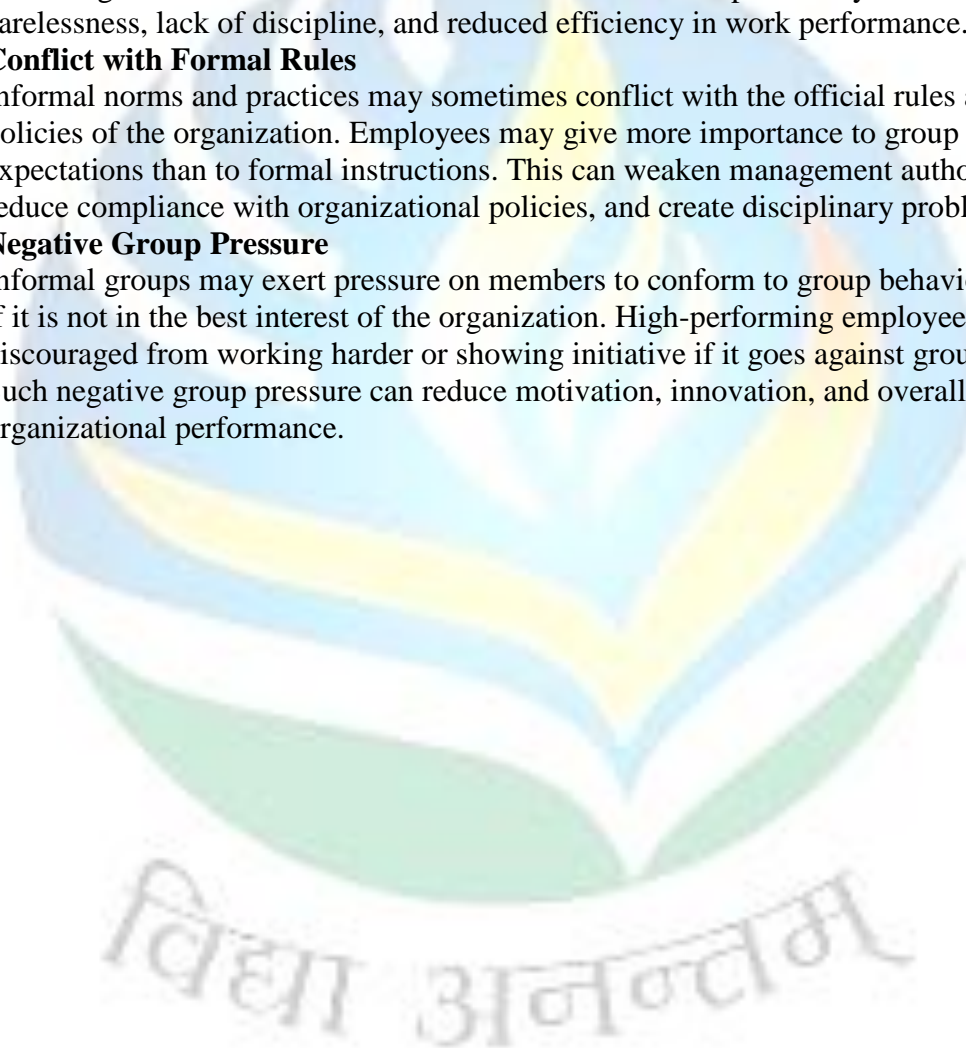 arelessness, lack of discipline, and reduced efficiency in work performance.
Conflict with Formal Rules
nformal norms and practices may sometimes conflict with the official rules a
olicies of the organization. Employees may give more importance to group
xpectations than to formal instructions. This can weaken management autho
educe compliance with organizational policies, and create disciplinary probl
Negative Group Pressure
nformal groups may exert pressure on members to conform to group behavi
f it is not in the best interest of the organization. High-performing employee
iscouraged from working harder or showing initiative if it goes against grou
uch negative group pressure can reduce motivation, innovation, and overall
rganizational performance.
विद्या अनन्तम्